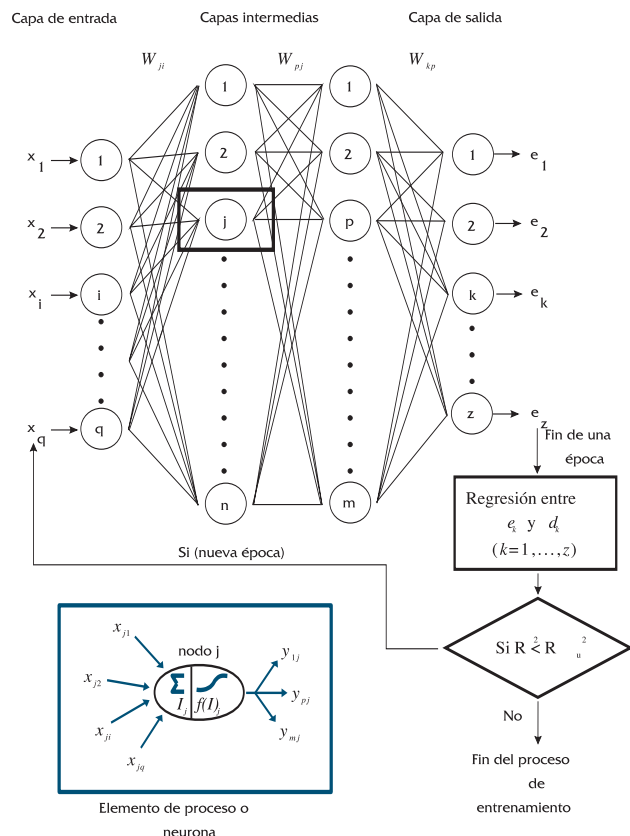 Capa de entrada
Capas intermedias
Capa de salida
W ji
W pj
W kp
1
1
2
2
1
1
x 1
e 1
j
p
2
2
x 2
e 2
i
k
x i
e k
q
z
x q
e z
n
m
Fin de una
época
Regresión entre
e k y d k
(k=1,...,z)
Si (nueva época)
Si R 2 < R u 2
No
Fin del proceso
de
entrenamiento
nodo j
x j1
x j2
x ji
x jq
Σ
I j
f(I) j
y 1j
y pj
y mj
Elemento de proceso o
neurona